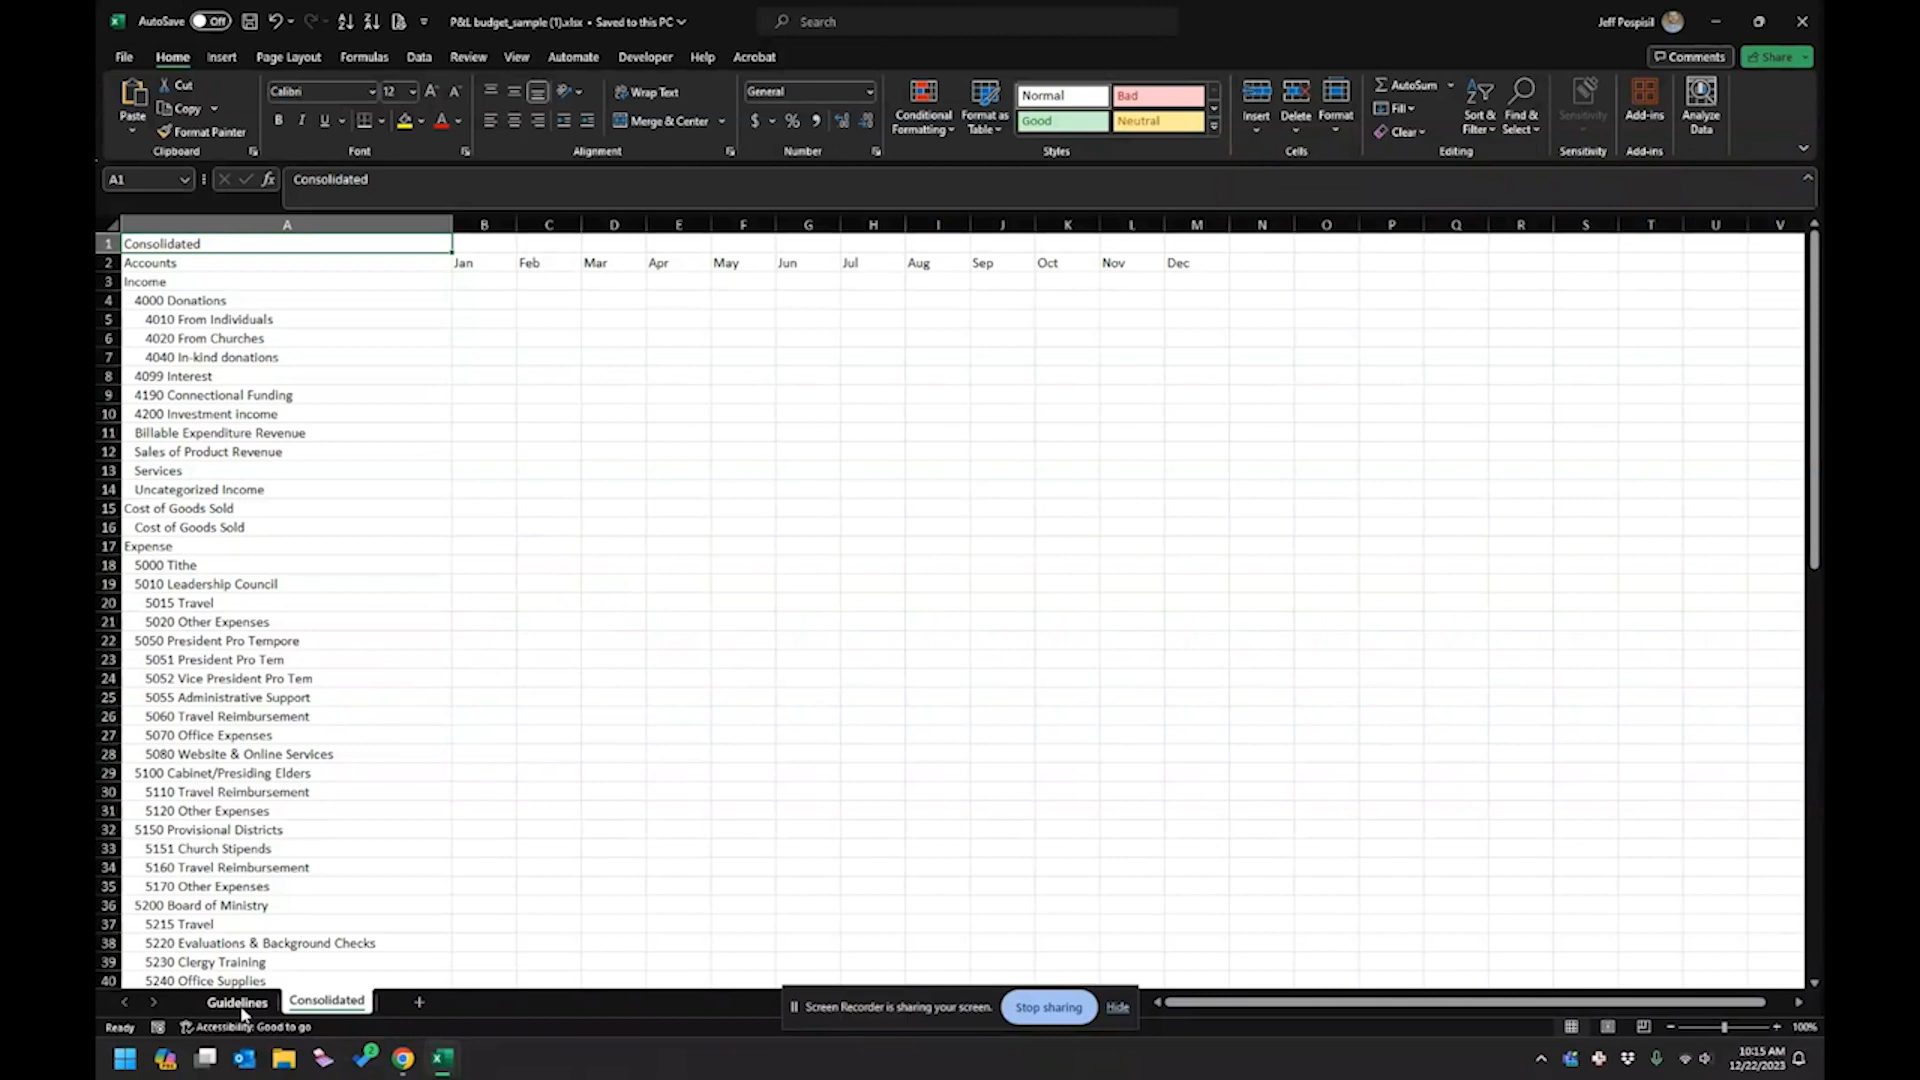 AutoSave Off P&L budget_sample (1).xlsx • Saved to this PC Search Jeff Pospisil
File Home Insert Page Layout Formulas Data Review View Automate Developer Help Acrobat Comments Share
Paste Cut Copy Format Painter Clipboard
Calibri 12 B I U Font
Wrap Text Merge & Center Alignment
General $ % Number
Conditional Formatting Format as Table Normal Bad Good Neutral Styles
Insert Delete Format Cells
AutoSum Fill Clear Sort & Filter Find & Select Editing
Sensitivity Sensitivity
Add-ins Add-ins
Analyze Data
A1 fx Consolidated
A B C D E F G H I J K L M N O P Q R S T U V
1 Consolidated
2 Accounts Jan Feb Mar Apr May Jun Jul Aug Sep Oct Nov Dec
3 Income
4 4000 Donations
5 4010 From Individuals
6 4020 From Churches
7 4040 In-kind donations
8 4099 Interest
9 4190 Connectional Funding
10 4200 Investment income
11 Billable Expenditure Revenue
12 Sales of Product Revenue
13 Services
14 Uncategorized Income
15 Cost of Goods Sold
16 Cost of Goods Sold
17 Expense
18 5000 Tithe
19 5010 Leadership Council
20 5015 Travel
21 5020 Other Expenses
22 5050 President Pro Tempore
23 5051 President Pro Tem
24 5052 Vice President Pro Tem
25 5055 Administrative Support
26 5060 Travel Reimbursement
27 5070 Office Expenses
28 5080 Website & Online Services
29 5100 Cabinet/Presiding Elders
30 5110 Travel Reimbursement
31 5120 Other Expenses
32 5150 Provisional Districts
33 5151 Church Stipends
34 5160 Travel Reimbursement
35 5170 Other Expenses
36 5200 Board of Ministry
37 5215 Travel
38 5220 Evaluations & Background Checks
39 5230 Clergy Training
40 5240 Office Supplies
Guidelines Consolidated
Screen Recorder is sharing your screen. Stop sharing Hide
Ready Accessibility: Good to go 100%
2 10:15 AM
12/22/2023